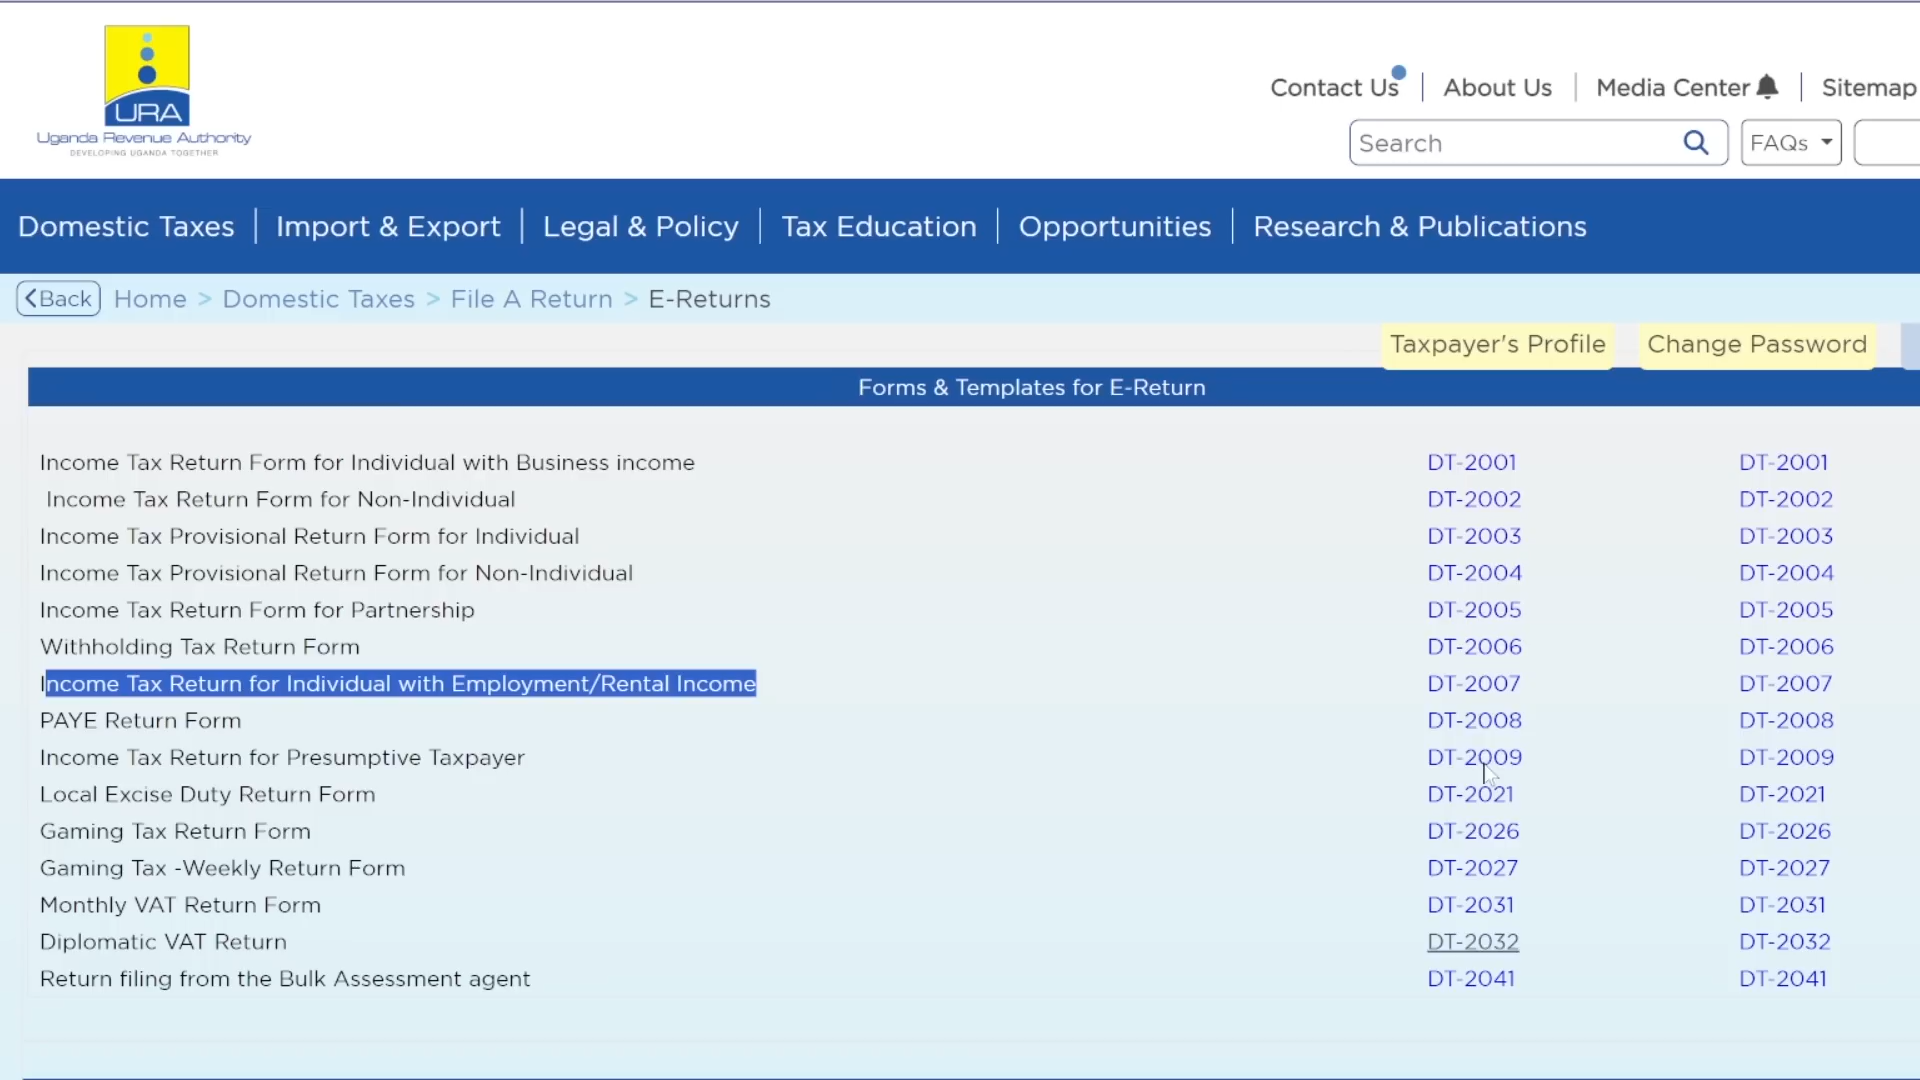 URA
Uganda Revenue Authority
DEVELOPING UGANDA TOGETHER
Contact Us | About Us | Media Center | Sitemap
Search
FAQs
Domestic Taxes | Import & Export | Legal & Policy | Tax Education | Opportunities | Research & Publications
Back Home > Domestic Taxes > File A Return > E-Returns
Taxpayer's Profile Change Password
Forms & Templates for E-Return
Income Tax Return Form for Individual with Business income DT-2001 DT-2001
Income Tax Return Form for Non-Individual DT-2002 DT-2002
Income Tax Provisional Return Form for Individual DT-2003 DT-2003
Income Tax Provisional Return Form for Non-Individual DT-2004 DT-2004
Income Tax Return Form for Partnership DT-2005 DT-2005
Withholding Tax Return Form DT-2006 DT-2006
Income Tax Return for Individual with Employment/Rental Income DT-2007 DT-2007
PAYE Return Form DT-2008 DT-2008
Income Tax Return for Presumptive Taxpayer DT-2009 DT-2009
Local Excise Duty Return Form DT-2021 DT-2021
Gaming Tax Return Form DT-2026 DT-2026
Gaming Tax -Weekly Return Form DT-2027 DT-2027
Monthly VAT Return Form DT-2031 DT-2031
Diplomatic VAT Return DT-2032 DT-2032
Return filing from the Bulk Assessment agent DT-2041 DT-2041